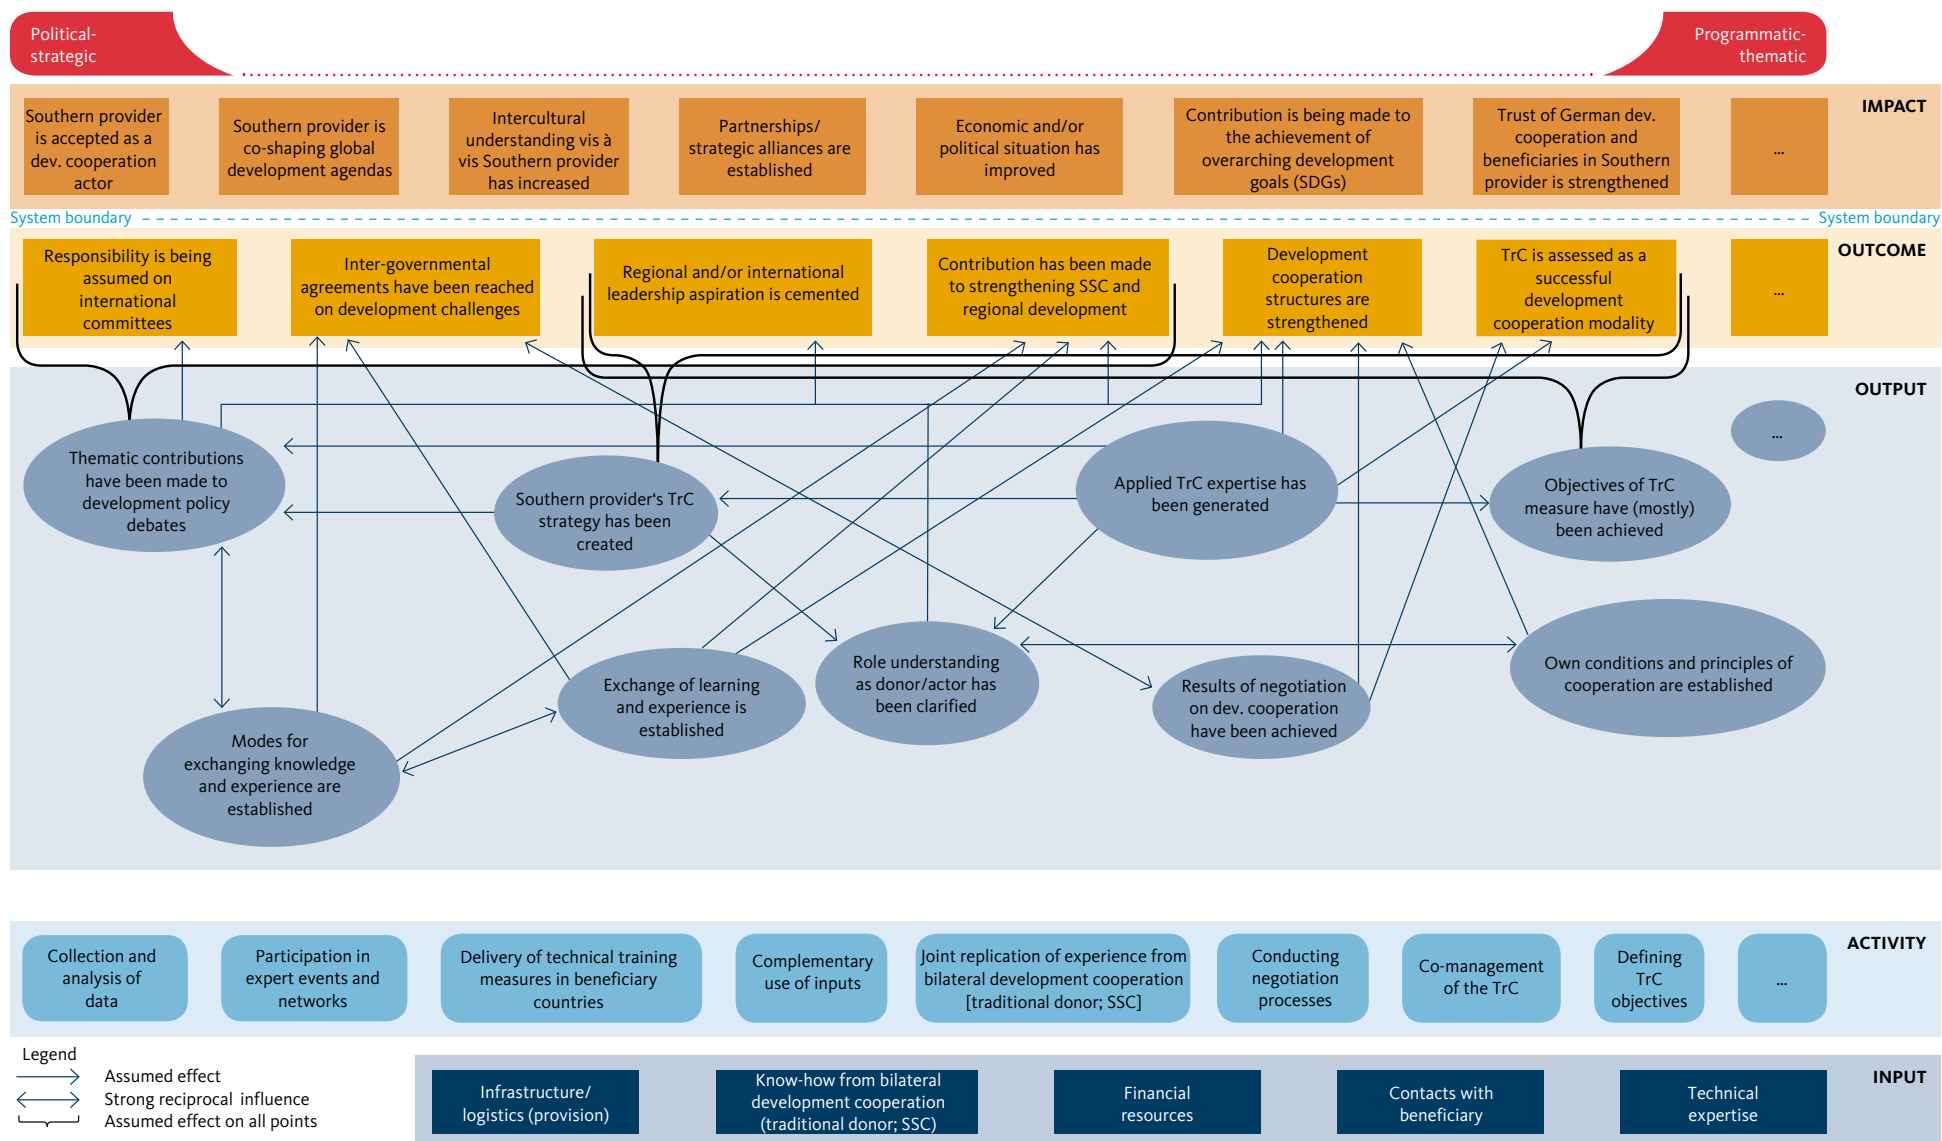 Political-
strategic
Programmatic-
thematic
IMPACT
Southern provider
is accepted as a
dev. cooperation
actor
Southern provider is
co-shaping global
development agendas
Intercultural
understanding vis à
vis Southern provider
has increased
Partnerships/
strategic alliances are
established
Economic and/or
political situation has
improved
Contribution is being made to
the achievement of
overarching development
goals (SDGs)
Trust of German dev.
cooperation and
beneficiaries in Southern
provider is strengthened
...
System boundary
System boundary
OUTCOME
Responsibility is being
assumed on
international
committees
Inter-governmental
agreements have been reached
on development challenges
Regional and/or international
leadership aspiration is cemented
Contribution has been made
to strengthening SSC and
regional development
Development
cooperation
structures are
strengthened
TrC is assessed as a
successful
development
cooperation modality
...
OUTPUT
...
Thematic contributions
have been made to
development policy
debates
Southern provider‘s TrC
strategy has been
created
Applied TrC expertise has
been generated
Objectives of TrC
measure have (mostly)
been achieved
Modes for
exchanging knowledge
and experience are
established
Exchange of learning
and experience is
established
Role understanding
as donor/actor has
been clarified
Results of negotiation
on dev. cooperation
have been achieved
Own conditions and principles of
cooperation are established
ACTIVITY
Collection and
analysis of
data
Participation in
expert events and
networks
Delivery of technical training
measures in beneficiary
countries
Complementary
use of inputs
Joint replication of experience from
bilateral development cooperation
[traditional donor; SSC]
Conducting
negotiation
processes
Co-management
of the TrC
Defining
TrC
objectives
...
Legend
Assumed effect
Strong reciprocal influence
Assumed effect on all points
INPUT
Infrastructure/
logistics (provision)
Know-how from bilateral
development cooperation
(traditional donor; SSC)
Financial
resources
Contacts with
beneficiary
Technical
expertise